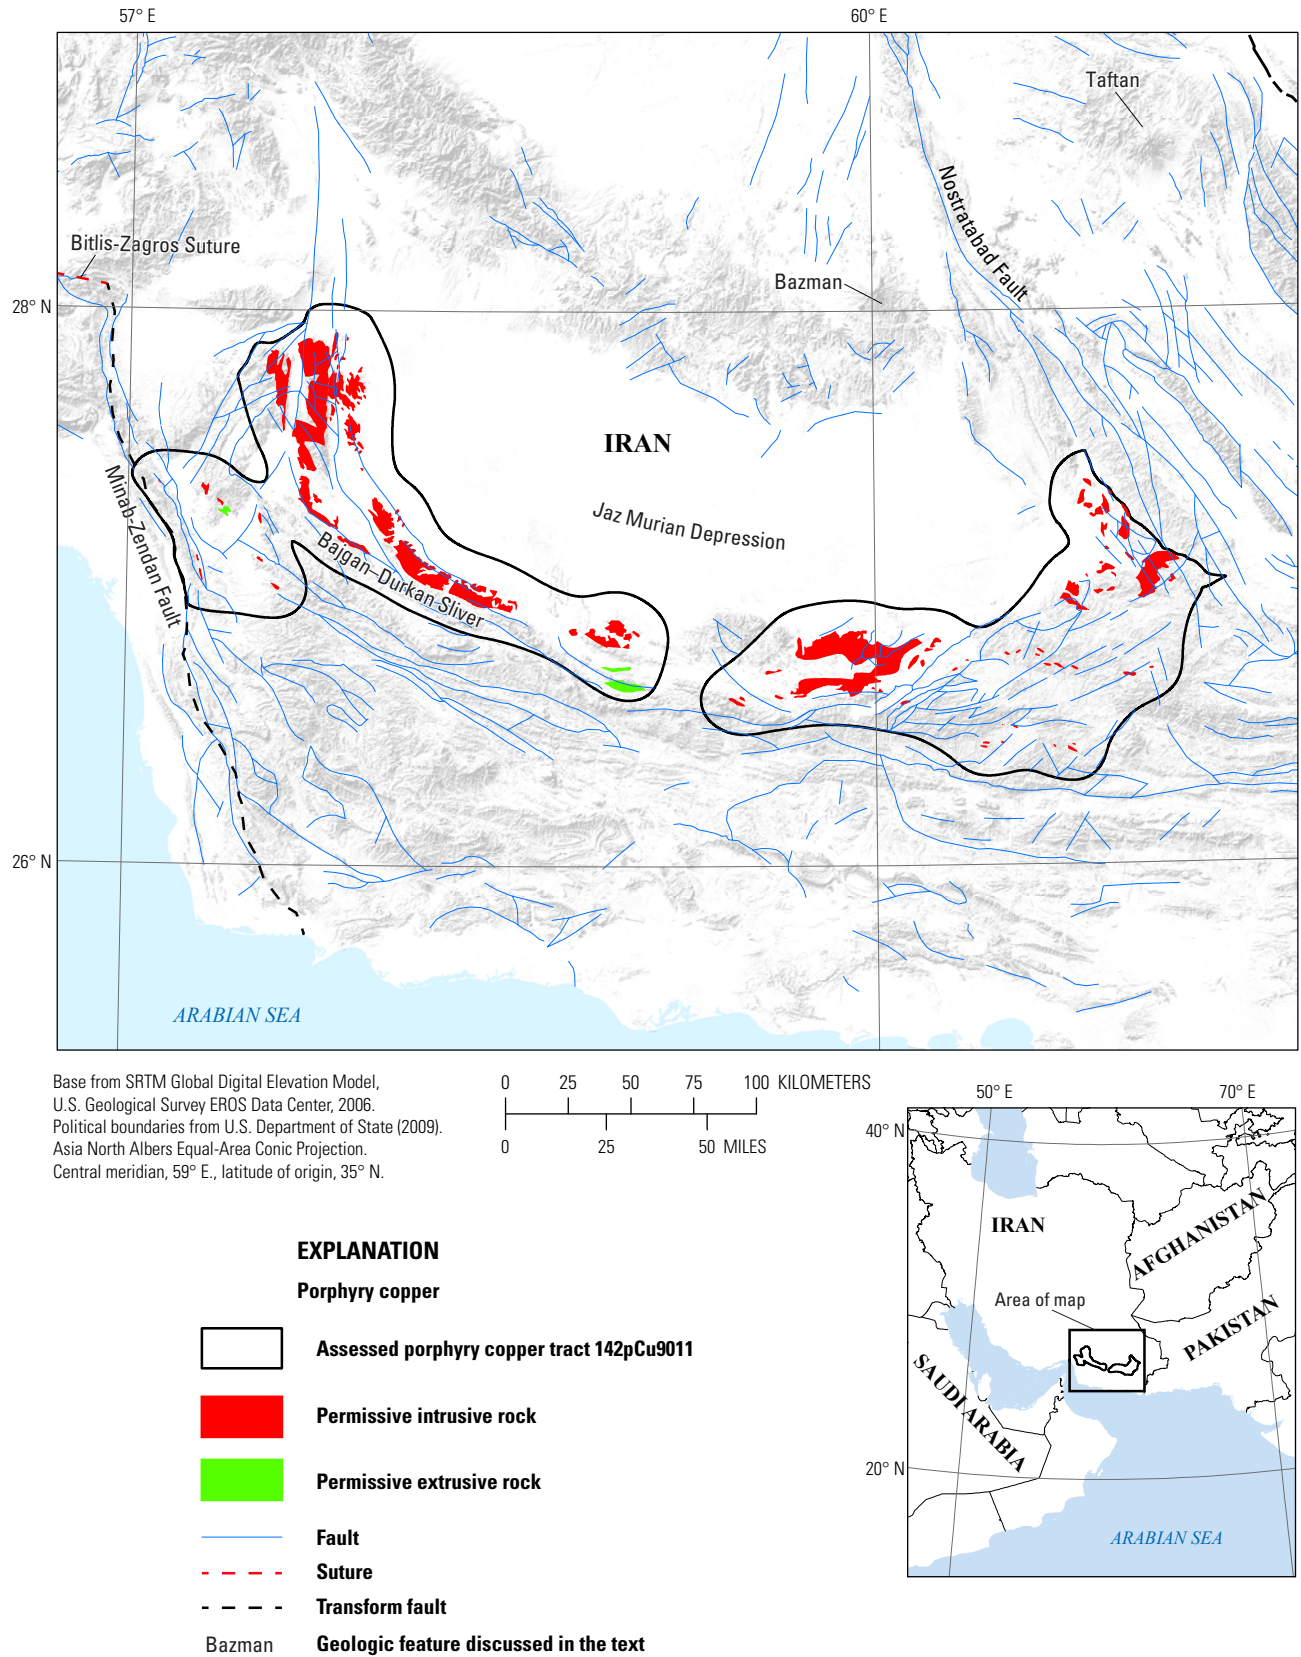 57° E
60° E
Taftan
Nostratabad Fault
Bitlis-Zagros Suture
Bazman
28° N
IRAN
Minab-Zendan Fault
Jaz Murian Depression
Bajgan–Durkan Sliver
26° N
ARABIAN SEA
Base from SRTM Global Digital Elevation Model,
U.S. Geological Survey EROS Data Center, 2006.
Political boundaries from U.S. Department of State (2009).
Asia North Albers Equal-Area Conic Projection.
Central meridian, 59° E., latitude of origin, 35° N.
0 25 50 75 100 KILOMETERS
0 25 50 MILES
50° E
70° E
40° N
IRAN
AFGHANISTAN
Area of map
PAKISTAN
SAUDI ARABIA
20° N
ARABIAN SEA
EXPLANATION
Porphyry copper
Assessed porphyry copper tract 142pCu9011
Permissive intrusive rock
Permissive extrusive rock
Fault
Suture
Transform fault
Bazman Geologic feature discussed in the text